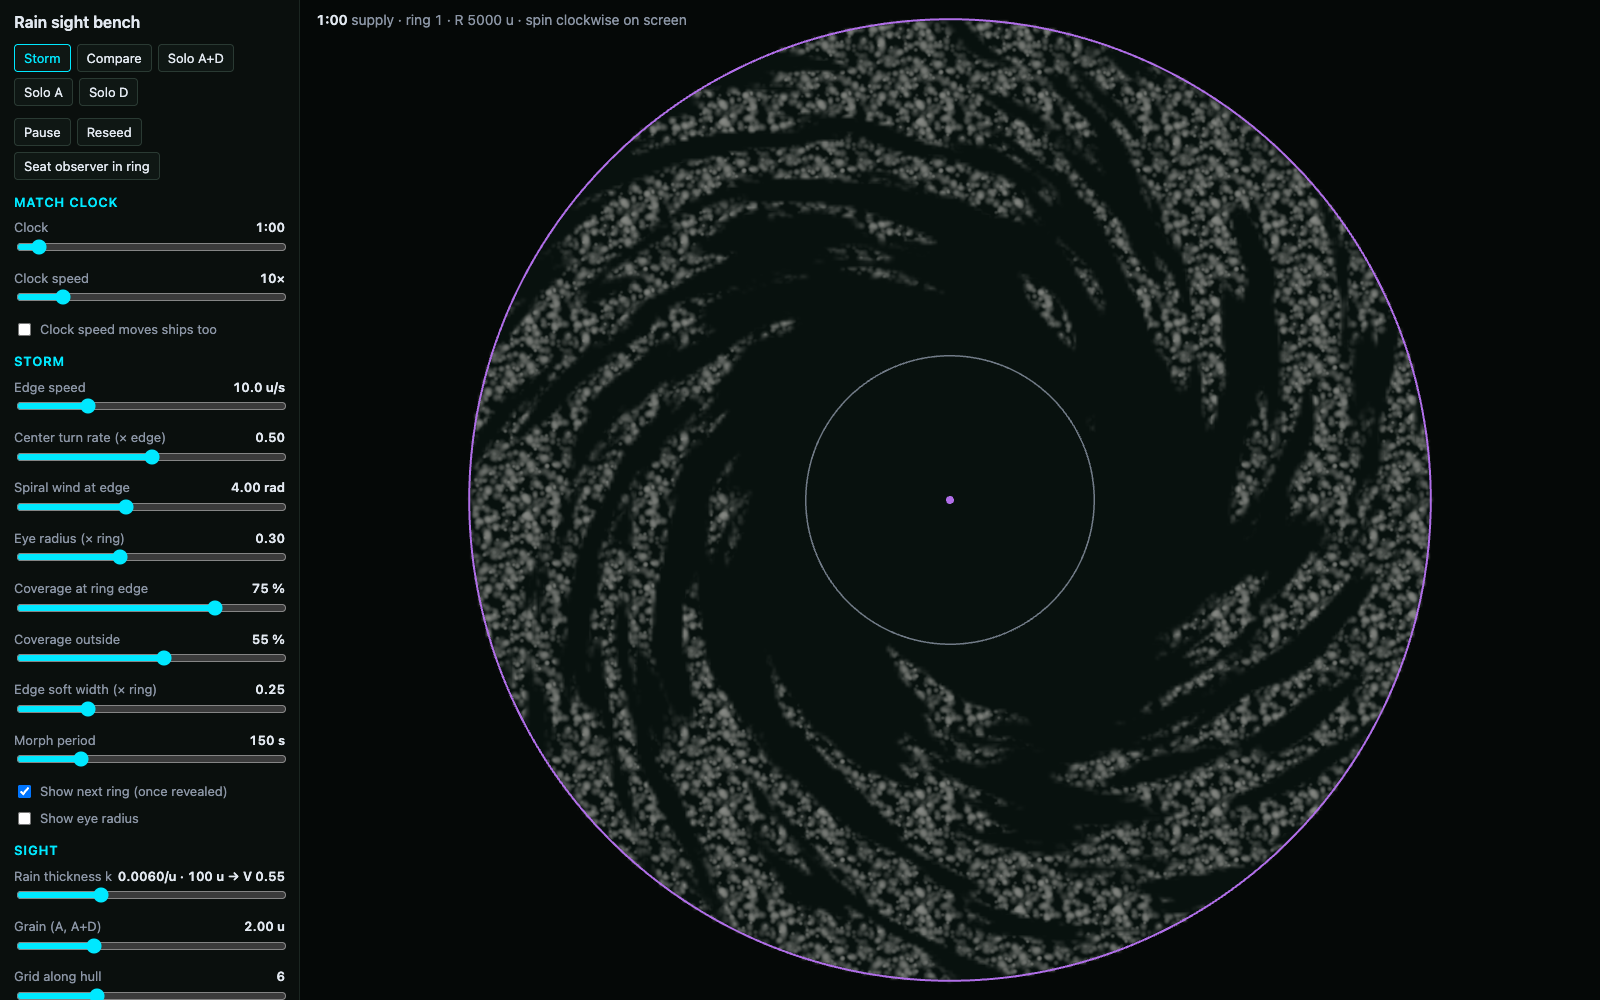 Rain sight bench
Storm Compare Solo A+D
Solo A Solo D
Pause Reseed
Seat observer in ring
MATCH CLOCK
Clock 1:00
Clock speed 10×
Clock speed moves ships too
STORM
Edge speed 10.0 u/s
Center turn rate (× edge) 0.50
Spiral wind at edge 4.00 rad
Eye radius (× ring) 0.30
Coverage at ring edge 75 %
Coverage outside 55 %
Edge soft width (× ring) 0.25
Morph period 150 s
Show next ring (once revealed)
Show eye radius
SIGHT
Rain thickness k 0.0060/u · 100 u → V 0.55
Grain (A, A+D) 2.00 u
Grid along hull 6
1:00 supply · ring 1 · R 5000 u · spin clockwise on screen